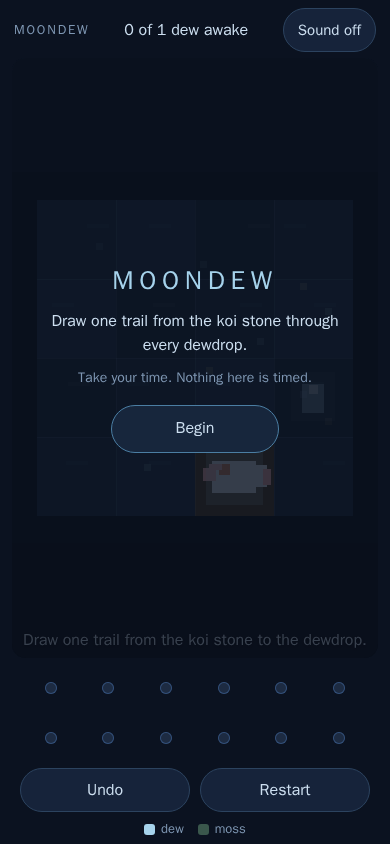 MOONDEW
0 of 1 dew awake
Sound off
MOONDEW
Draw one trail from the koi stone through
every dewdrop.
Take your time. Nothing here is timed.
Begin
Draw one trail from the koi stone to the dewdrop.
Undo
Restart
dew
moss